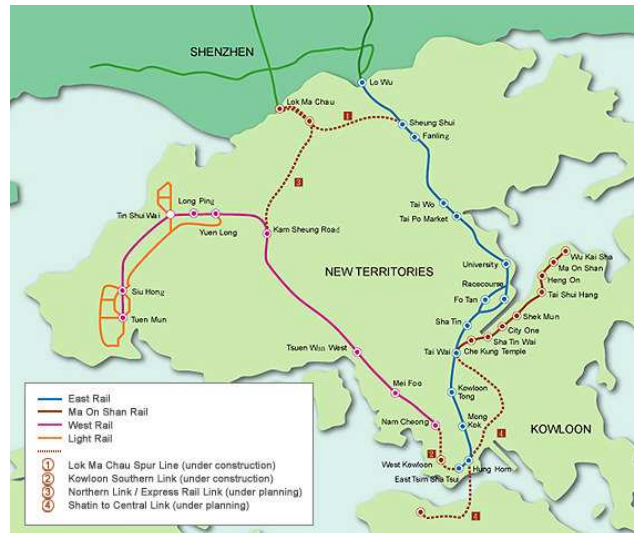 SHENZHEN
Lo Wu
Lok Ma Chau
1
Sheung Shui
Fanling
3
Long Ping
Tin Shui Wai
Yuen Long
Kam Sheung Road
Tai Wo
Tai Po Market
University
Racecourse
Fo Tan
Wu Kai Sha
Ma On Shan
Heng On
Tai Shui Hang
NEW TERRITORIES
Siu Hong
Tuen Mun
Shek Mun
City One
Sha Tin Wai
Che Kung Temple
Sha Tin
Tai Wai
Tsuen Wan West
Mei Foo
Kowloon
Tong
Nam Cheong
Mong
Kok
KOWLOON
4
2
West Kowloon
Hung Hom
East Tsim Sha Tsui
4
East Rail
Ma On Shan Rail
West Rail
Light Rail
1 Lok Ma Chau Spur Line (under construction)
2 Kowloon Southern Link (under construction)
3 Northern Link / Express Rail Link (under planning)
4 Shatin to Central Link (under planning)